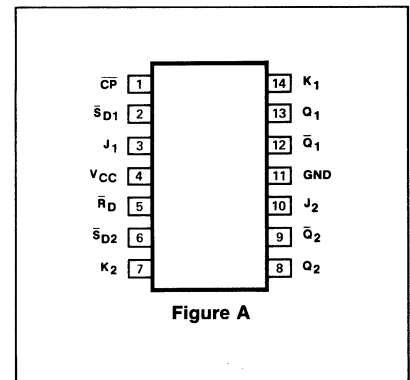 C̅P̅ 1 14 K₁
S̅D1 2 13 Q₁
J₁ 3 12 Q̅₁
VCC 4 11 GND
R̅D 5 10 J₂
S̅D2 6 9 Q̅₂
K₂ 7 8 Q₂
Figure A